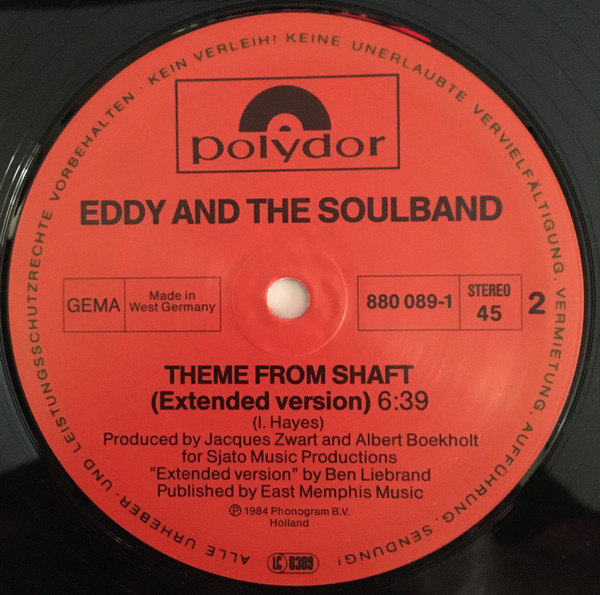 ALLE URHEBER- UND LEISTUNGSSCHUTZRECHTE VORBEHALTEN · KEIN VERLEIH! KEINE UNERLAUBTE VERVIELFÄLTIGUNG, VERMIETUNG, AUFFÜHRUNG, SENDUNG!
polydor
EDDY AND THE SOULBAND
GEMA
Made in
West Germany
880 089-1
STEREO
45
2
THEME FROM SHAFT
(Extended version) 6:39
(I. Hayes)
Produced by Jacques Zwart and Albert Boekholt
for Sjato Music Productions
"Extended version" by Ben Liebrand
Published by East Memphis Music
Ⓟ 1984 Phonogram B.V.
Holland
LC 0309